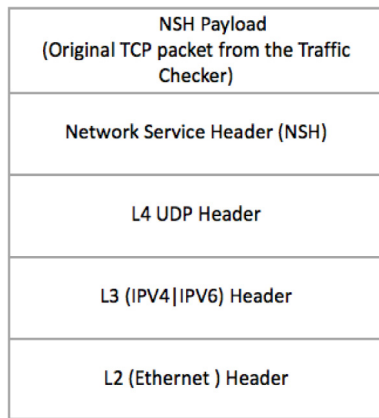 NSH Payload
(Original TCP packet from the Traffic
Checker)
Network Service Header (NSH)
L4 UDP Header
L3 (IPV4|IPV6) Header
L2 (Ethernet ) Header